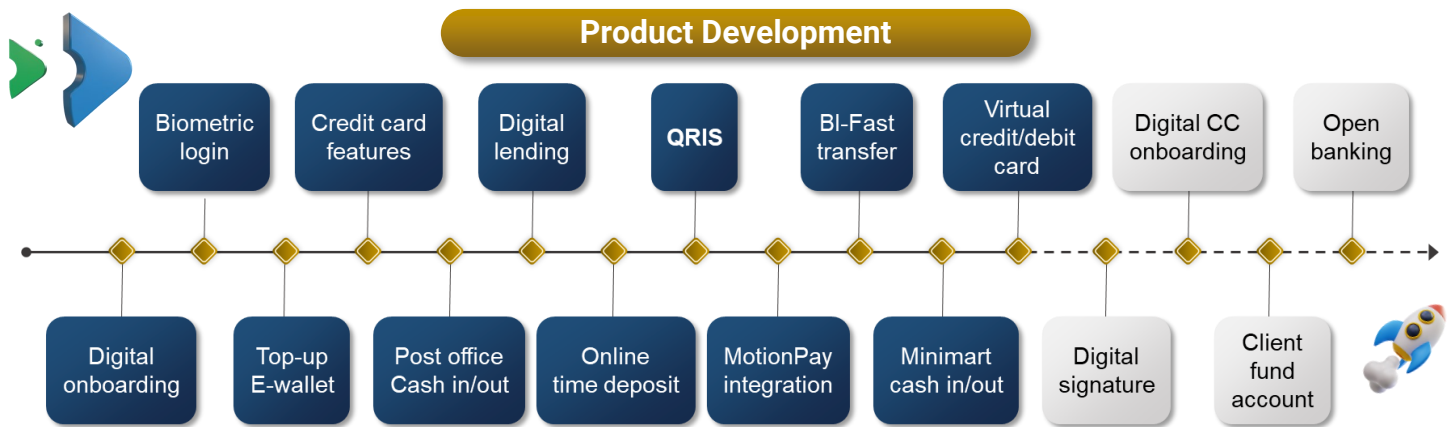 Product Development
Biometric
login
Credit card
features
Digital
lending
QRIS
BI-Fast
transfer
Virtual
credit/debit
card
Digital CC
onboarding
Open
banking
Digital
onboarding
Top-up
E-wallet
Post office
Cash in/out
Online
time deposit
MotionPay
integration
Minimart
cash in/out
Digital
signature
Client
fund
account